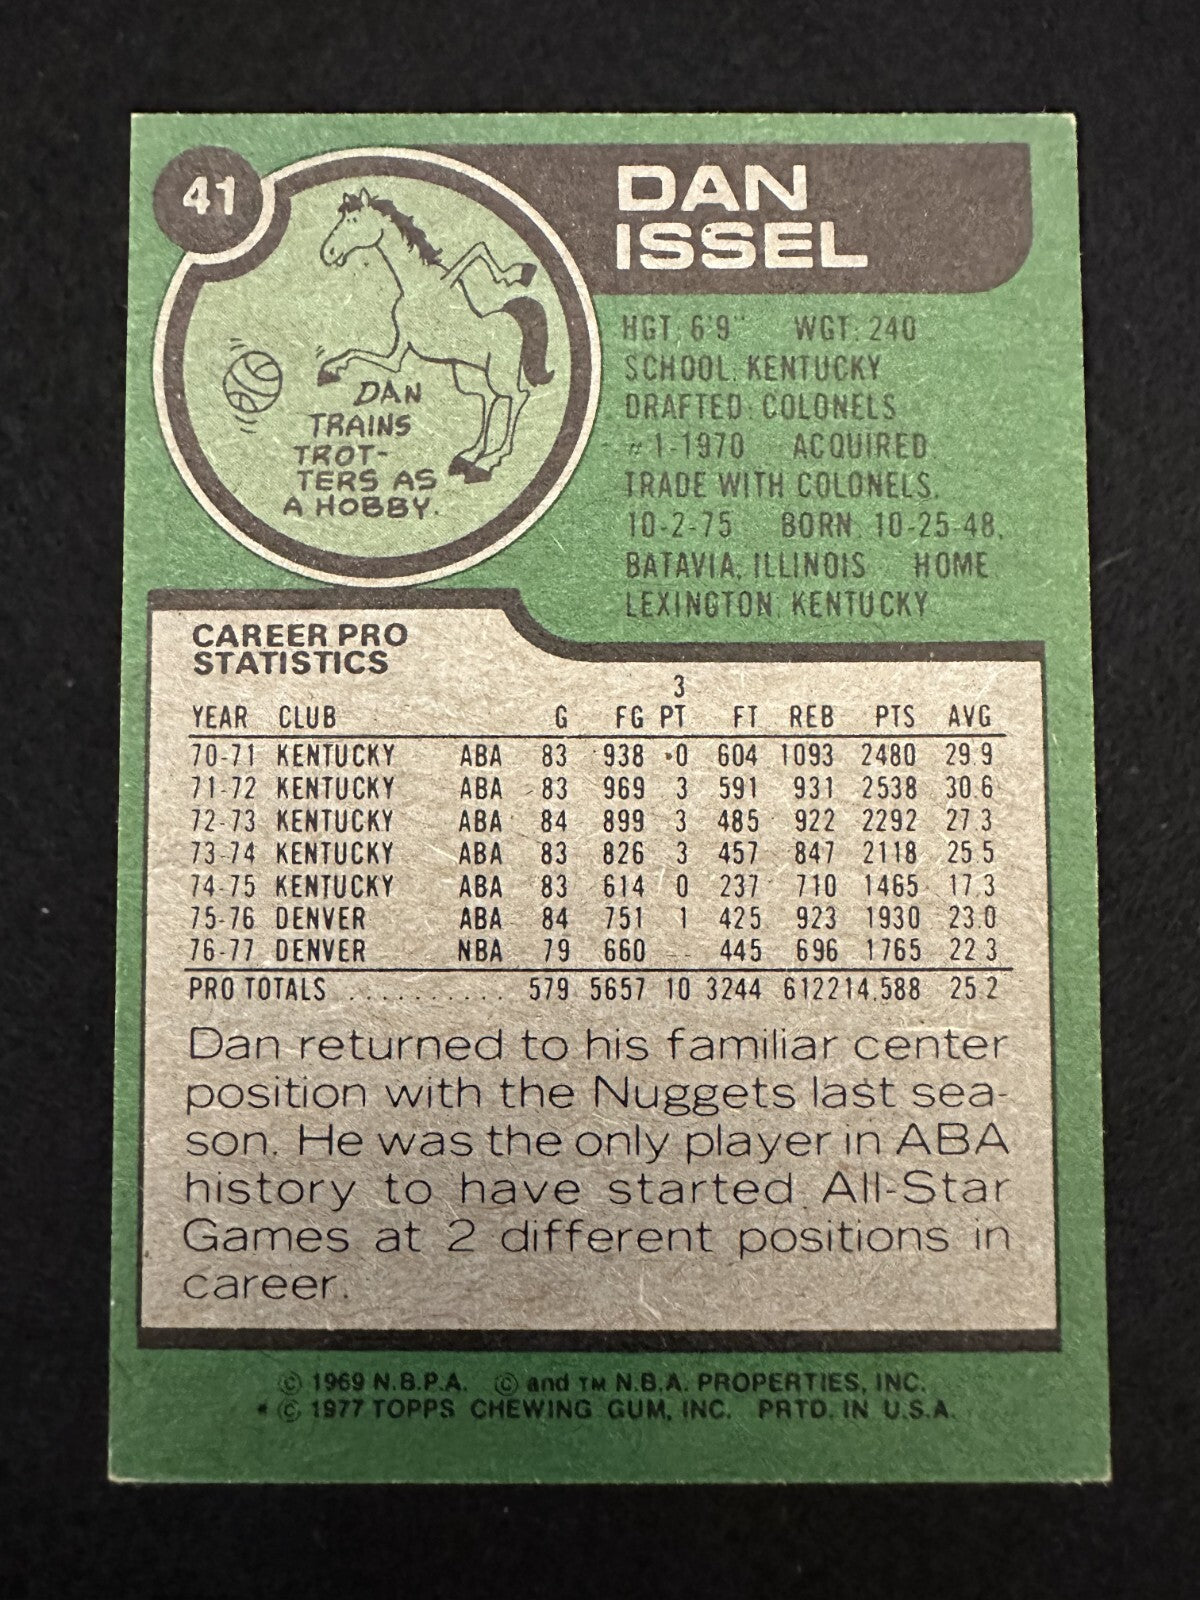 41
DAN
ISSEL
DAN
TRAINS
TROT-
TERS AS
A HOBBY.
HGT. 6'9" WGT. 240
SCHOOL. KENTUCKY
DRAFTED. COLONELS
#1-1970 ACQUIRED.
TRADE WITH COLONELS.
10-2-75 BORN. 10-25-48.
BATAVIA, ILLINOIS HOME
LEXINGTON, KENTUCKY
CAREER PRO
STATISTICS
3
YEAR CLUB G FG PT FT REB PTS AVG
70-71 KENTUCKY ABA 83 938 0 604 1093 2480 29.9
71-72 KENTUCKY ABA 83 969 3 591 931 2538 30.6
72-73 KENTUCKY ABA 84 899 3 485 922 2292 27.3
73-74 KENTUCKY ABA 83 826 3 457 847 2118 25.5
74-75 KENTUCKY ABA 83 614 0 237 710 1465 17.3
75-76 DENVER ABA 84 751 1 425 923 1930 23.0
76-77 DENVER NBA 79 660 -- 445 696 1765 22.3
PRO TOTALS .......... 579 5657 10 3244 6122 14,588 25.2
Dan returned to his familiar center
position with the Nuggets last sea-
son. He was the only player in ABA
history to have started All-Star
Games at 2 different positions in
career.
© 1969 N.B.P.A. © and TM N.B.A. PROPERTIES, INC.
* © 1977 TOPPS CHEWING GUM, INC. PRTD. IN U.S.A.